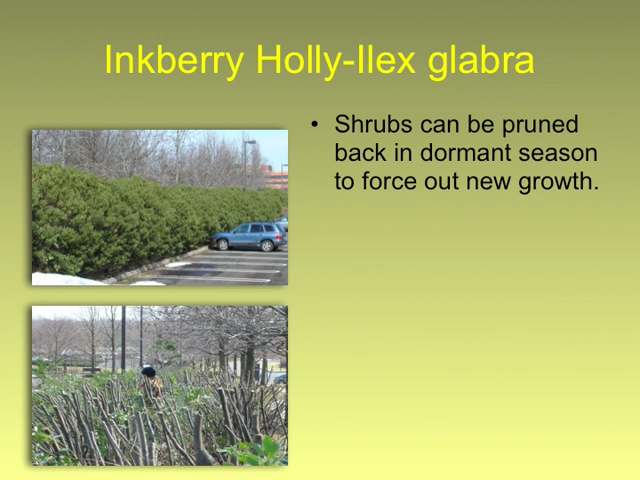 Inkberry Holly-Ilex glabra
• Shrubs can be pruned
back in dormant season
to force out new growth.